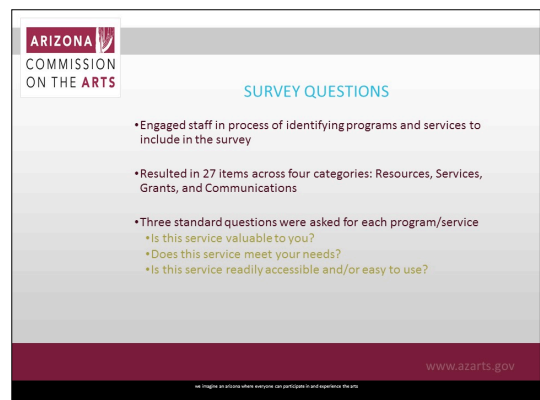 ARIZONA
COMMISSION
ON THE ARTS
SURVEY QUESTIONS
•Engaged staff in process of identifying programs and services to
include in the survey
•Resulted in 27 items across four categories: Resources, Services,
Grants, and Communications
•Three standard questions were asked for each program/service
•Is this service valuable to you?
•Does this service meet your needs?
•Is this service readily accessible and/or easy to use?
www.azarts.gov
we imagine an arizona where everyone can participate in and experience the arts